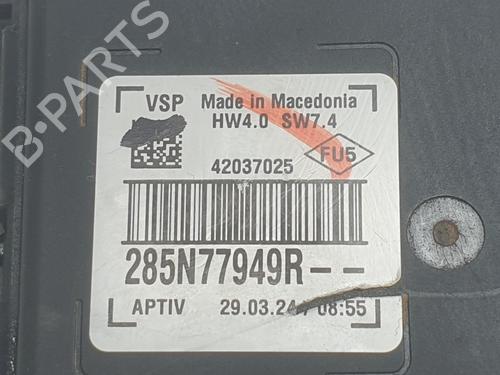 B-PARTS
VSP Made in Macedonia
HW4.0 SW7.4
FU5
42037025
285N77949R--
APTIV 29.03.24 / 08:55